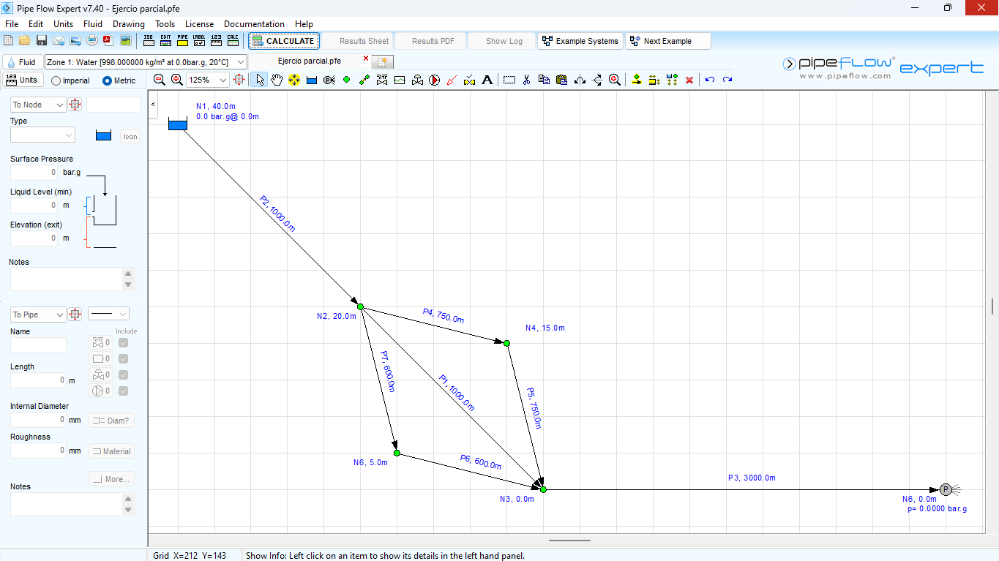 Pipe Flow Expert v7.40 - Ejercio parcial.pfe
File Edit Units Fluid Drawing Tools License Documentation Help
ISO EDIT PIPE LABEL 123 CALC CALCULATE Results Sheet Results PDF Show Log Example Systems Next Example
Fluid Zone 1: Water [998.000000 kg/m³ at 0.0bar.g, 20°C] Ejercio parcial.pfe
pipeFLOW® expert
www.pipeflow.com
123 Units Imperial Metric 125% A
To Node
Type
Icon
Surface Pressure
0 bar.g
Liquid Level (min)
0 m
Elevation (exit)
0 m
Notes
To Pipe
Name Include
0
Length 0
0 m 0
0
Internal Diameter
0 mm Diam?
Roughness
0 mm Material
More...
Notes
<
N1, 40.0m
0.0 bar.g@ 0.0m
P2, 1000.0m
N2, 20.0m
P4, 750.0m
N4, 15.0m
P7, 600.0m
P1, 1000.0m
P5, 750.0m
N6, 5.0m
P6, 600.0m
N3, 0.0m
P3, 3000.0m
P
N6, 0.0m
p= 0.0000 bar.g
Grid X=212 Y=143 Show Info: Left click on an item to show its details in the left hand panel.